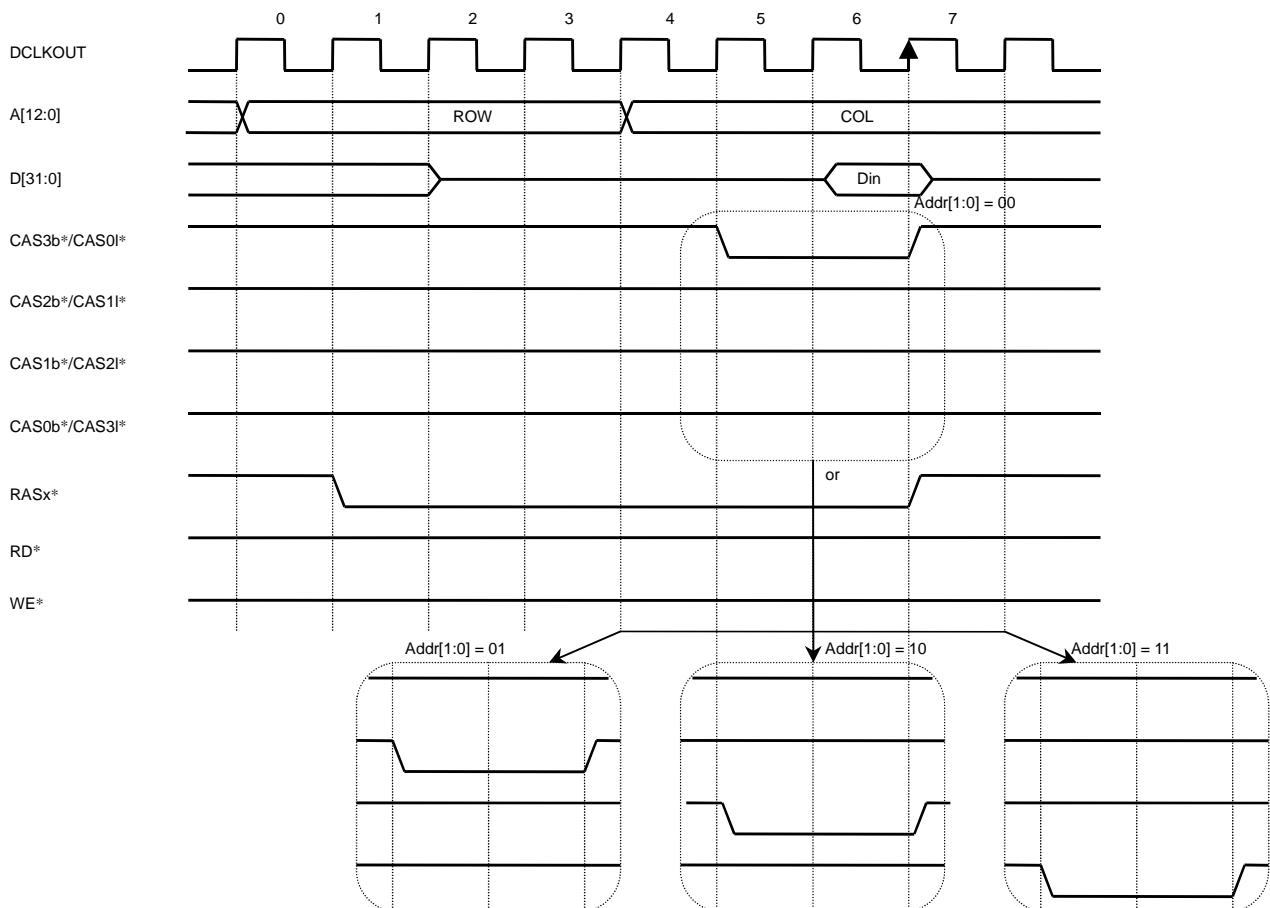 0 1 2 3 4 5 6 7
DCLKOUT
A[12:0] ROW COL
D[31:0] Din
Addr[1:0] = 00
CAS3b*/CAS0l*
CAS2b*/CAS1l*
CAS1b*/CAS2l*
CAS0b*/CAS3l*
or
RASx*
RD*
WE*
Addr[1:0] = 01 Addr[1:0] = 10 Addr[1:0] = 11